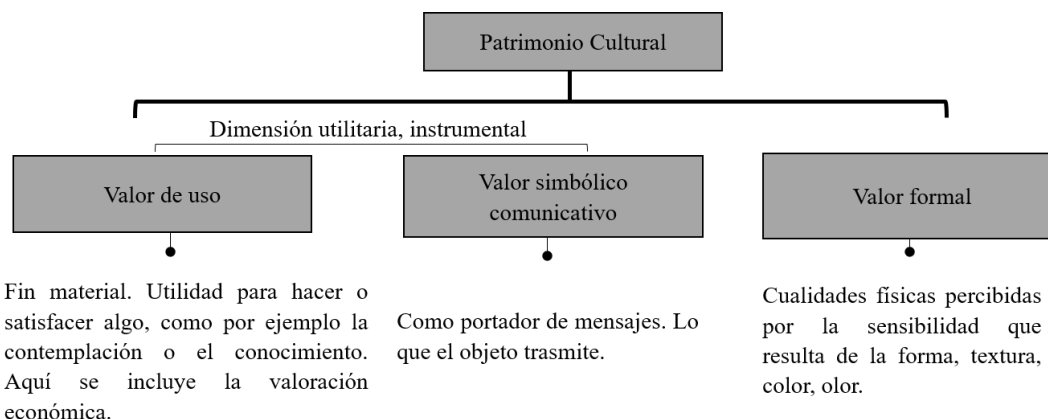 Patrimonio Cultural
Dimensión utilitaria, instrumental
Valor de uso
Valor simbólico
comunicativo
Valor formal
Fin material. Utilidad para hacer o
satisfacer algo, como por ejemplo la
contemplación o el conocimiento.
Aquí se incluye la valoración
económica.
Como portador de mensajes. Lo
que el objeto trasmite.
Cualidades físicas percibidas
por la sensibilidad que
resulta de la forma, textura,
color, olor.